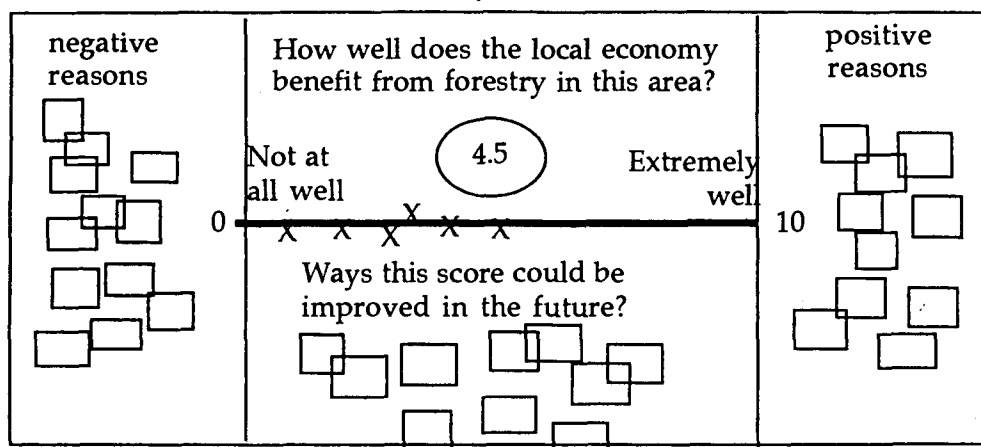 negative
reasons
How well does the local economy
benefit from forestry in this area?
positive
reasons
4.5
Not at
all well
Extremely
well
0
10
X X X X X X
Ways this score could be
improved in the future?